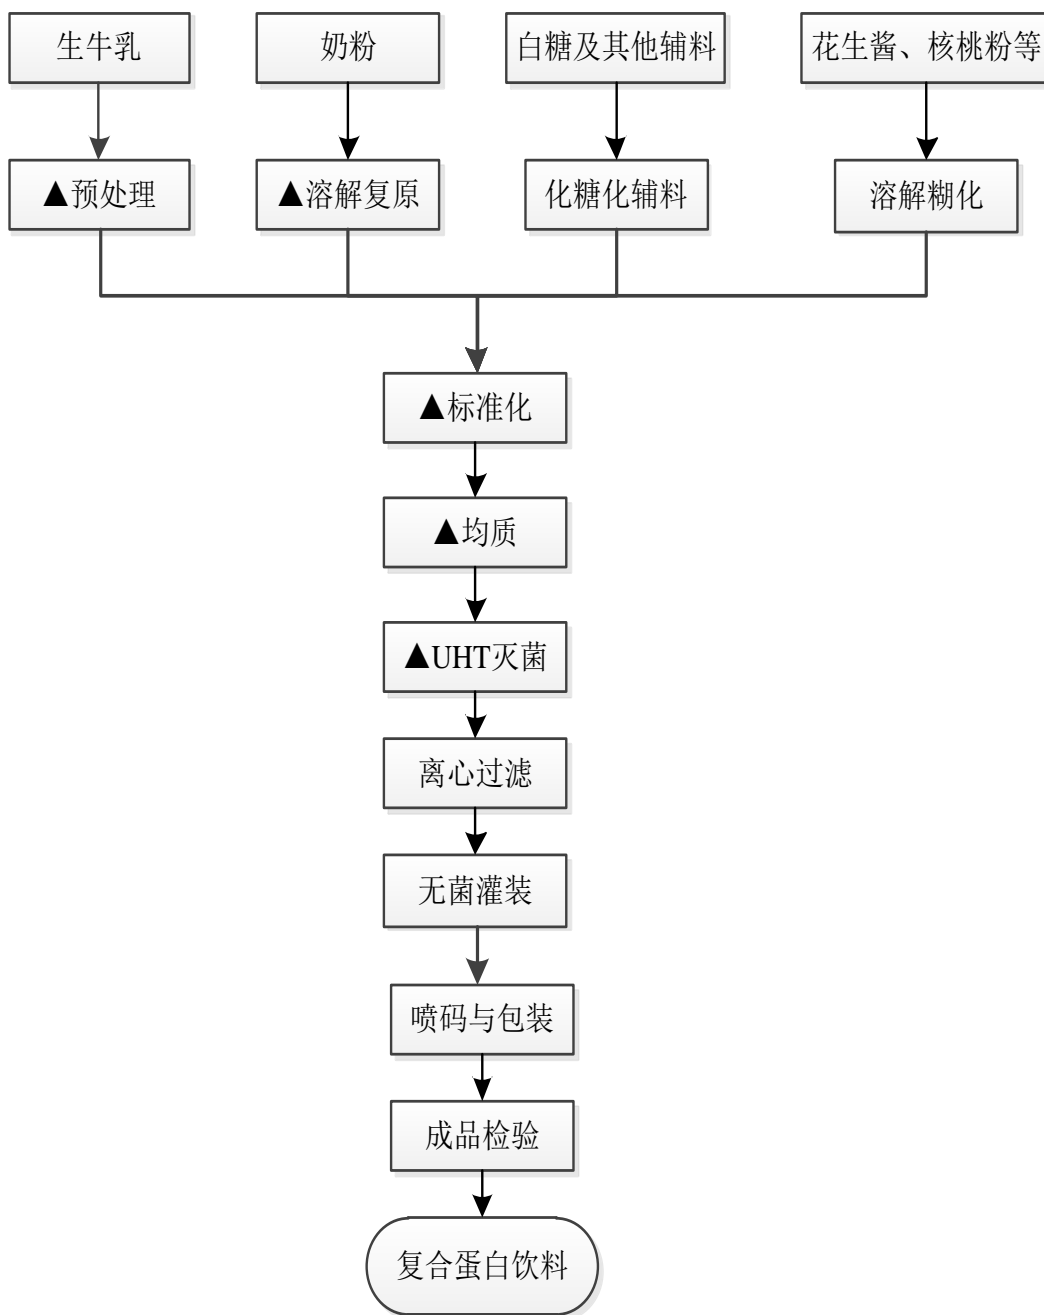 生牛乳
奶粉
白糖及其他辅料
花生酱、核桃粉等
▲预处理
▲溶解复原
化糖化辅料
溶解糊化
▲标准化
▲均质
▲UHT灭菌
离心过滤
无菌灌装
喷码与包装
成品检验
复合蛋白饮料